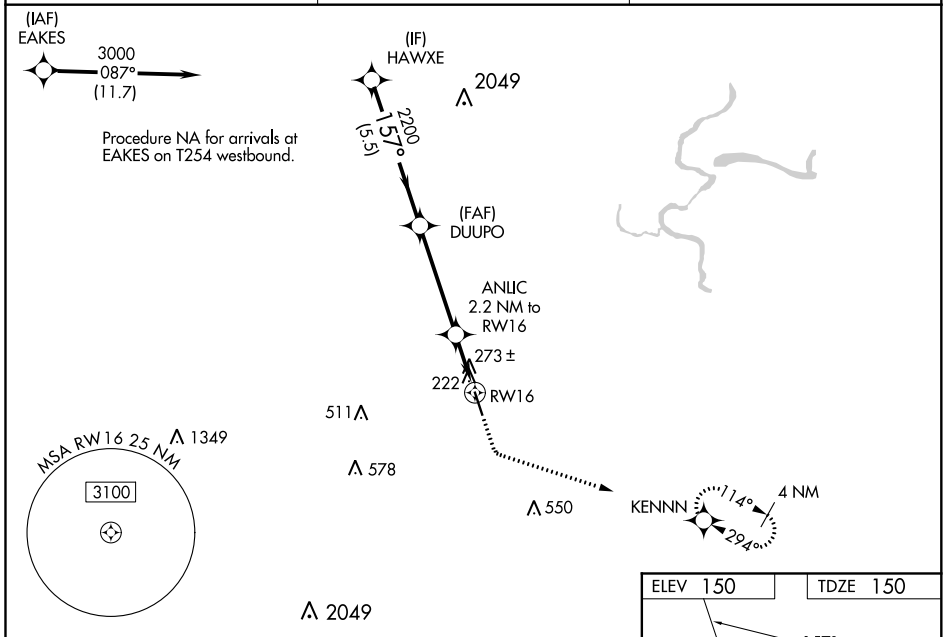 (IAF)
EAKES
3000
087°
(11.7)
Procedure NA for arrivals at
EAKES on T254 westbound.
(IF)
HAWXE
2049
2200
157°
(5.5)
(FAF)
DUUPO
ANLIC
2.2 NM to
RW16
273 ±
222
RW16
511
1349
MSA RW16 25 NM
3100
578
550
KENNN
114°
4 NM
294°
2049
ELEV 150
TDZE 150